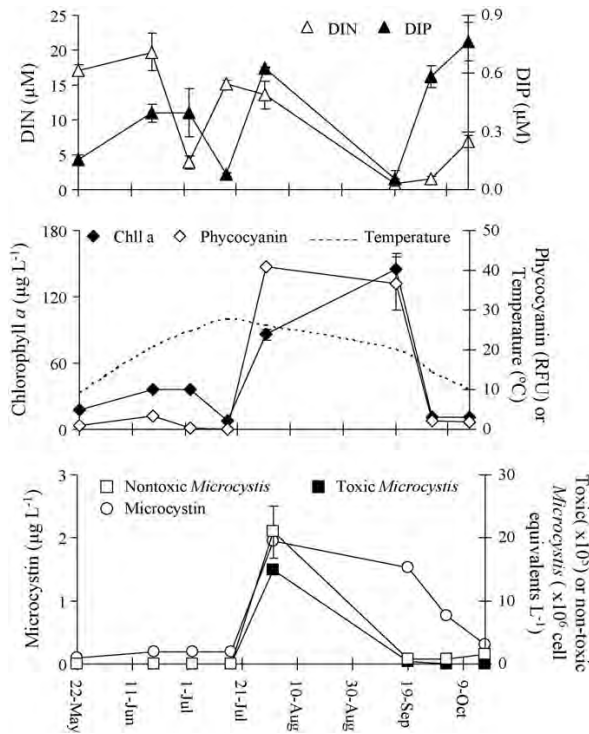 DIN DIP
25
20
15
10
5
0
DIN (µM)
0.9
0.6
0.3
0.0
DIP (µM)
Chll a Phycocyanin Temperature
180
120
60
0
Chlorophyll a (µg L-1)
50
40
30
20
10
0
Phycocyanin (RFU) or
Temperature (°C)
Nontoxic Microcystis Toxic Microcystis
Microcystin
3
2
1
0
Microcystin (µg L-1)
30
20
10
0
Toxic( x10³) or non-toxic
Microcystis ( x10⁶ cell
equivalents L-1)
22-May
11-Jun
1-Jul
21-Jul
10-Aug
30-Aug
19-Sep
9-Oct